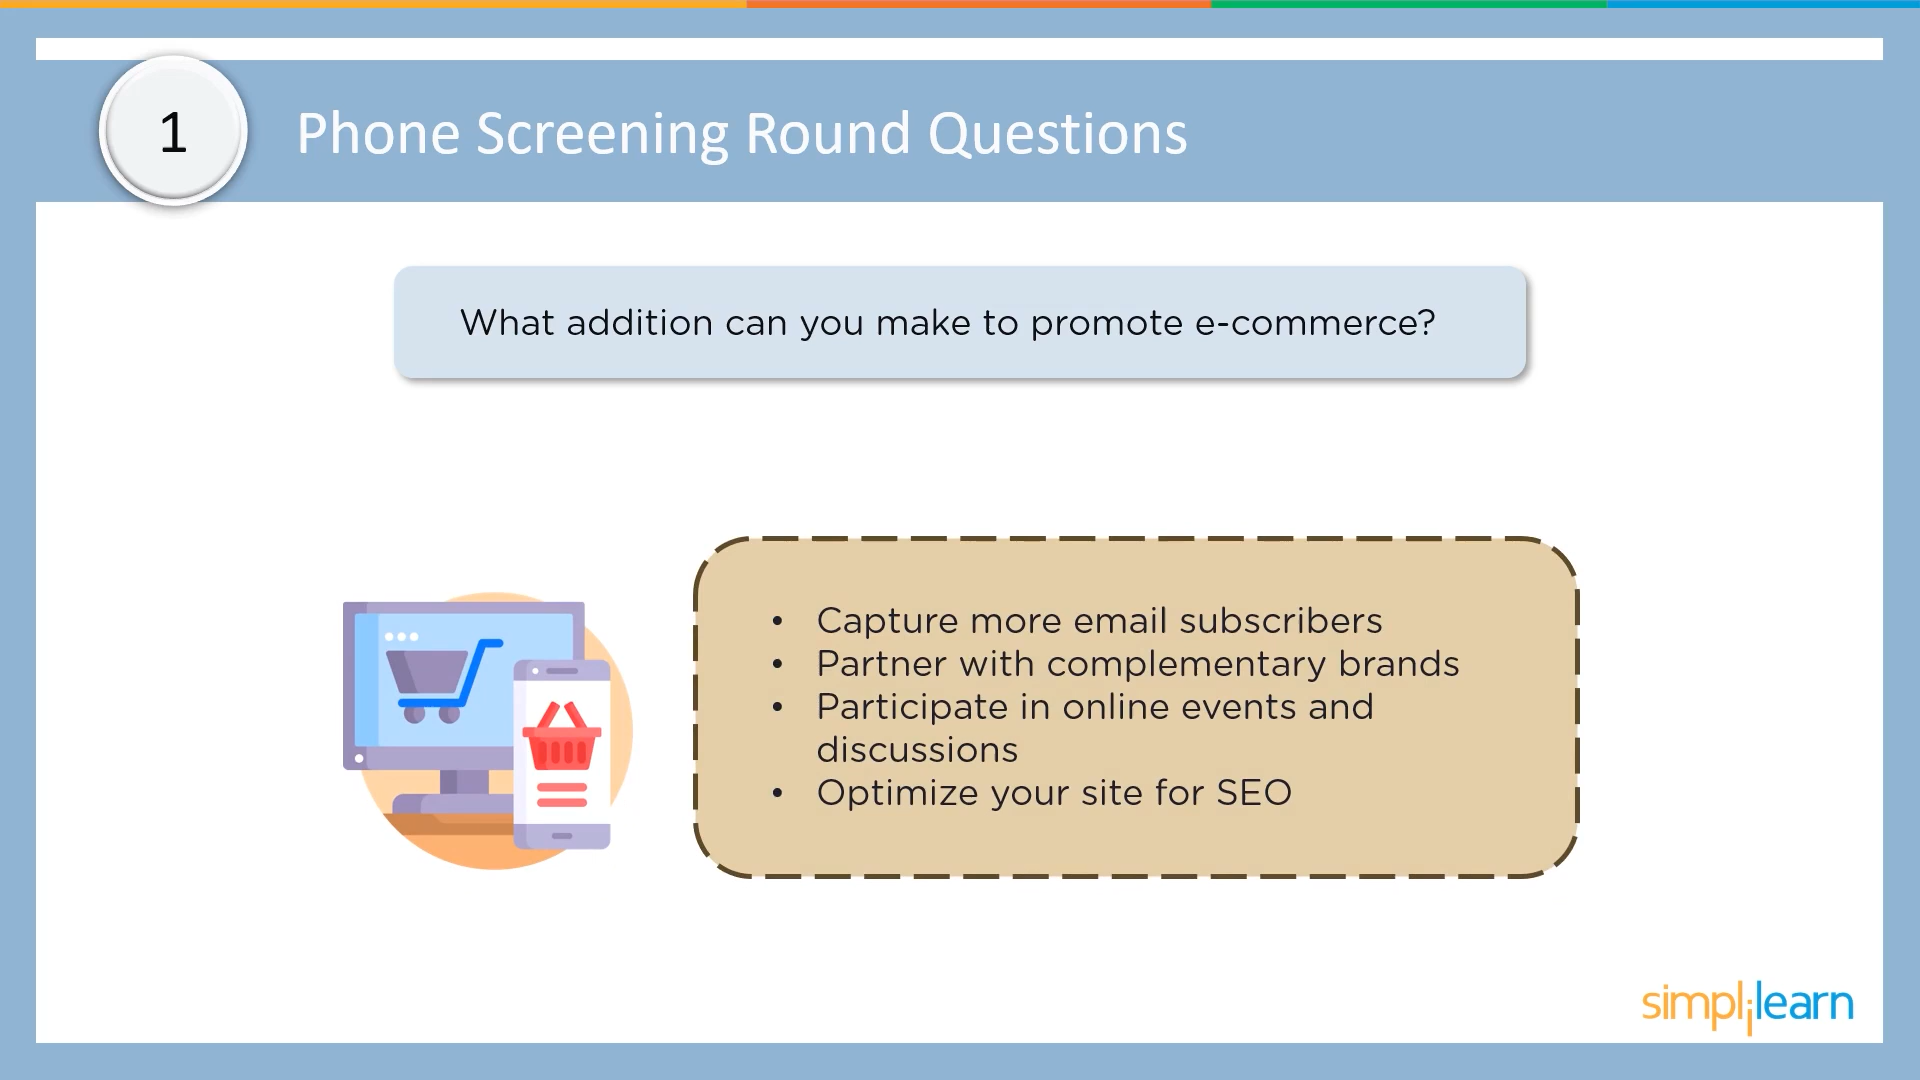 1
Phone Screening Round Questions
What addition can you make to promote e-commerce?
• Capture more email subscribers
• Partner with complementary brands
• Participate in online events and
discussions
• Optimize your site for SEO
simplilearn